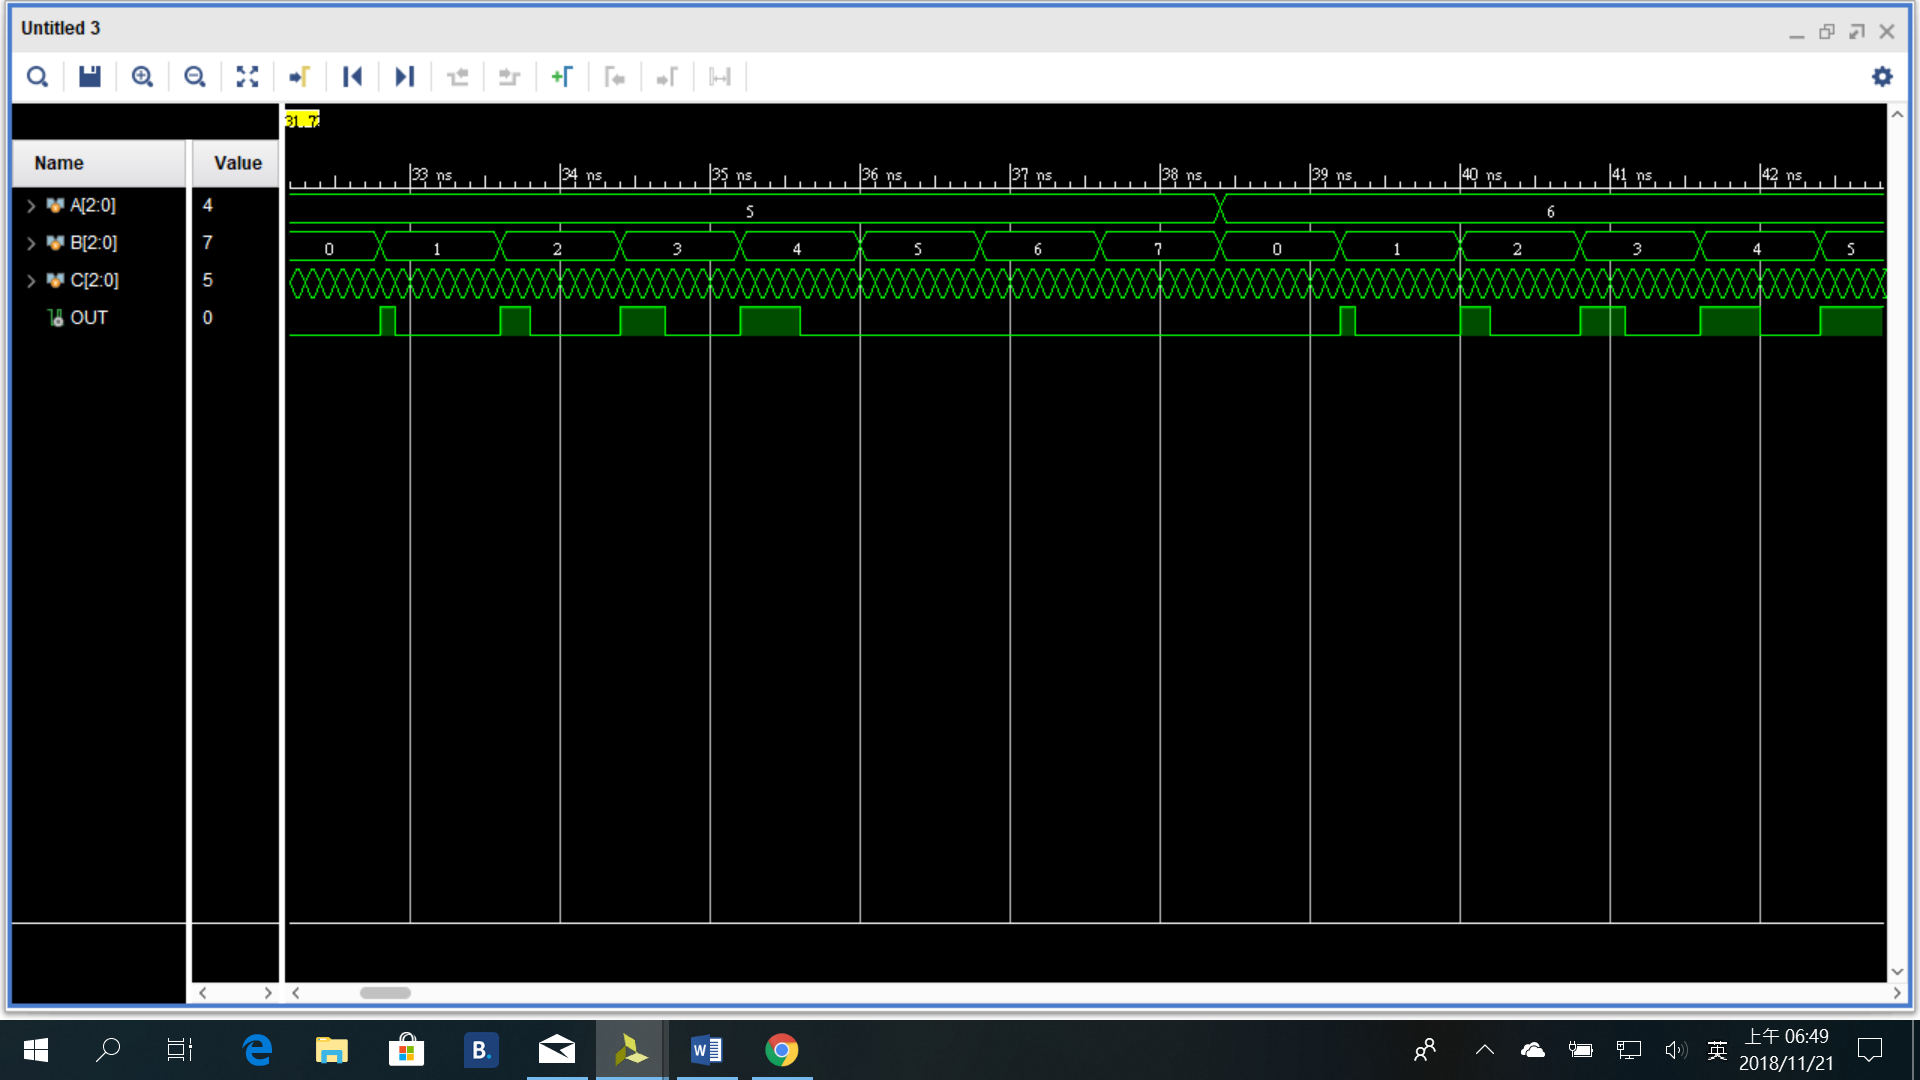 Untitled 3
31.7
Name Value
33 ns 34 ns 35 ns 36 ns 37 ns 38 ns 39 ns 40 ns 41 ns 42 ns
A[2:0] 4 5 6
B[2:0] 7 0 1 2 3 4 5 6 7 0 1 2 3 4 5
C[2:0] 5
OUT 0
B.
W
英
上午 06:49
2018/11/21